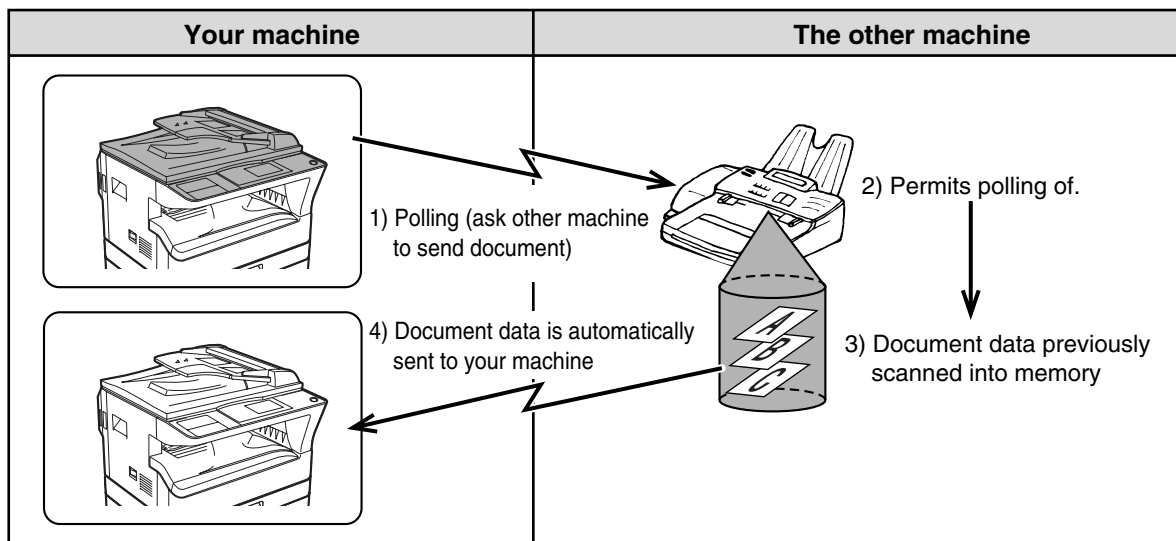 Your machine
The other machine
1) Polling (ask other machine
to send document)
2) Permits polling of.
3) Document data previously
scanned into memory
4) Document data is automatically
sent to your machine
A
B
C